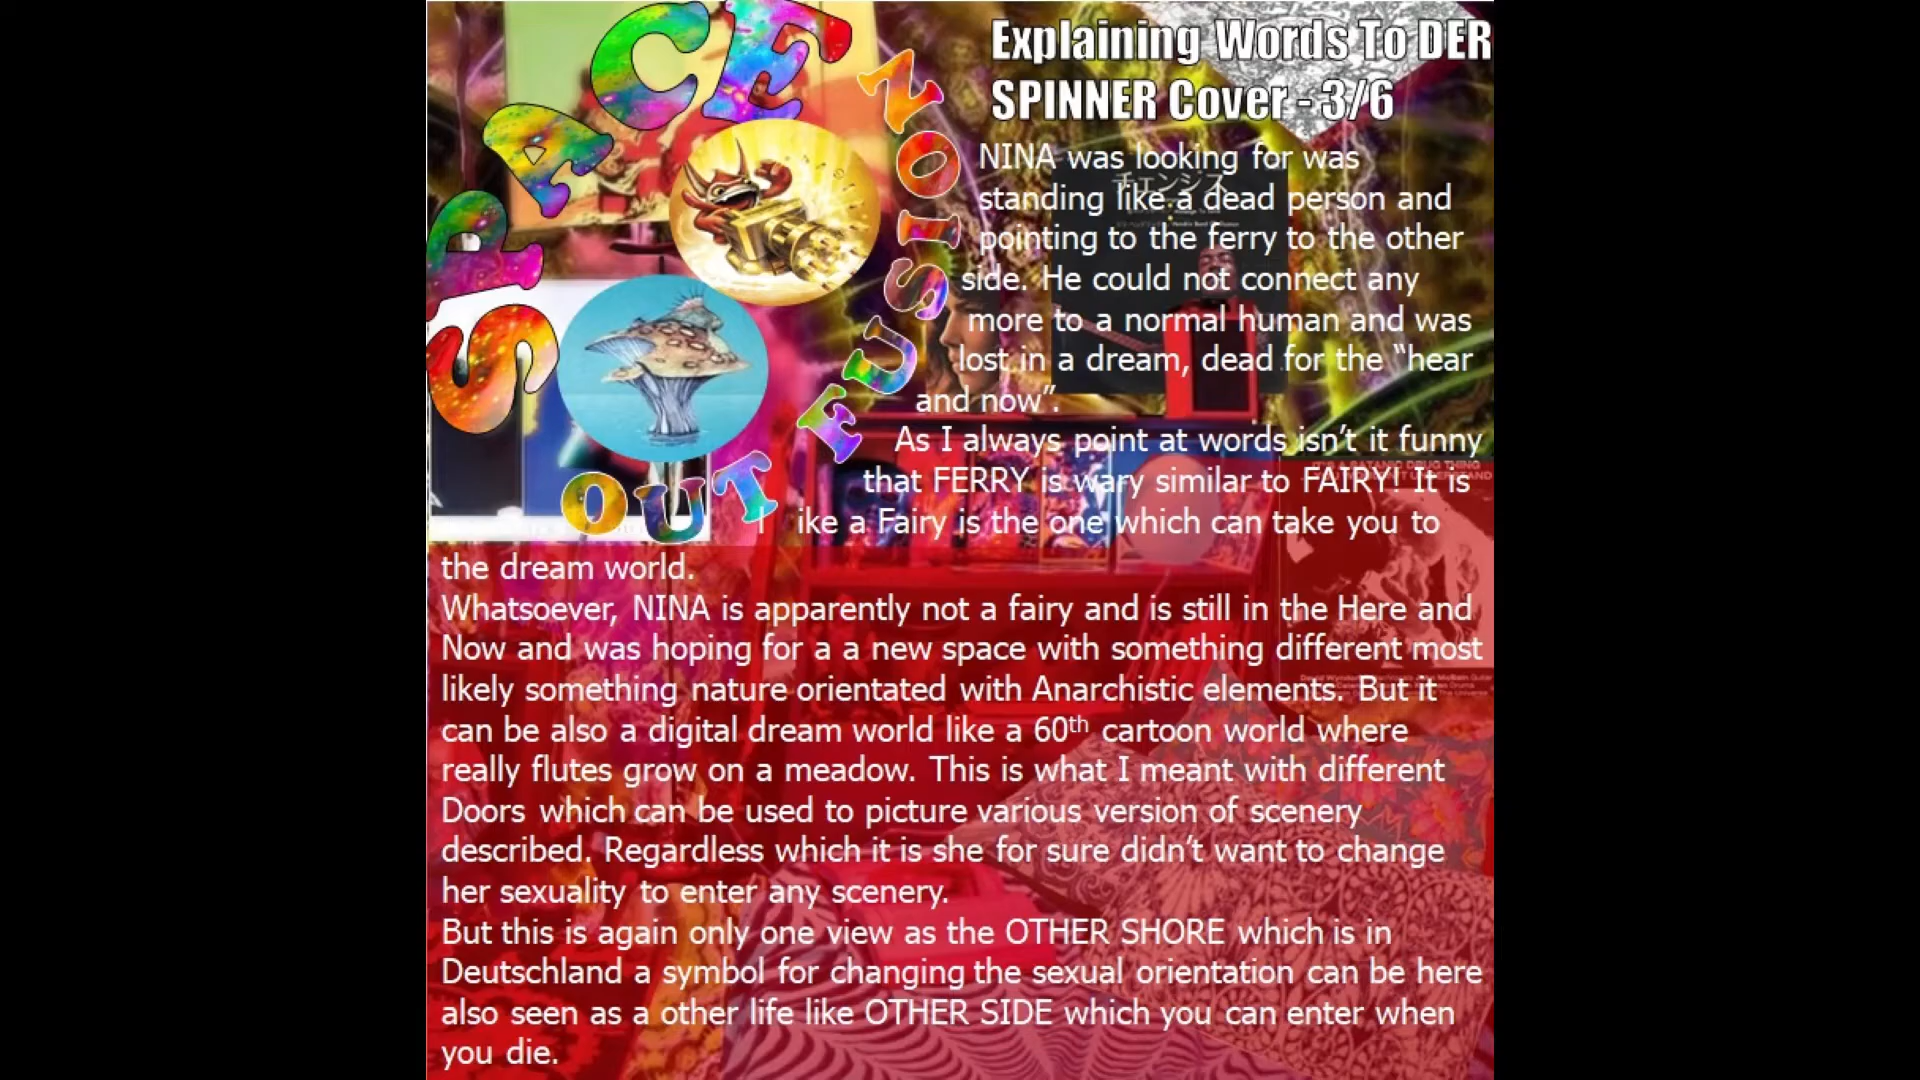 SPACE
OUT FUSION
Explaining Words To DER
SPINNER Cover - 3/6
NINA was looking for was
チェンジズ
standing like a dead person and
pointing to the ferry to the other
side. He could not connect any
more to a normal human and was
lost in a dream, dead for the “hear
and now”.
As I always point at words isn’t it funny
that FERRY is wary similar to FAIRY! It is
l ike a Fairy is the one which can take you to
the dream world.
Whatsoever, NINA is apparently not a fairy and is still in the Here and
Now and was hoping for a a new space with something different most
likely something nature orientated with Anarchistic elements. But it
can be also a digital dream world like a 60th cartoon world where
really flutes grow on a meadow. This is what I meant with different
Doors which can be used to picture various version of scenery
described. Regardless which it is she for sure didn’t want to change
her sexuality to enter any scenery.
But this is again only one view as the OTHER SHORE which is in
Deutschland a symbol for changing the sexual orientation can be here
also seen as a other life like OTHER SIDE which you can enter when
you die.